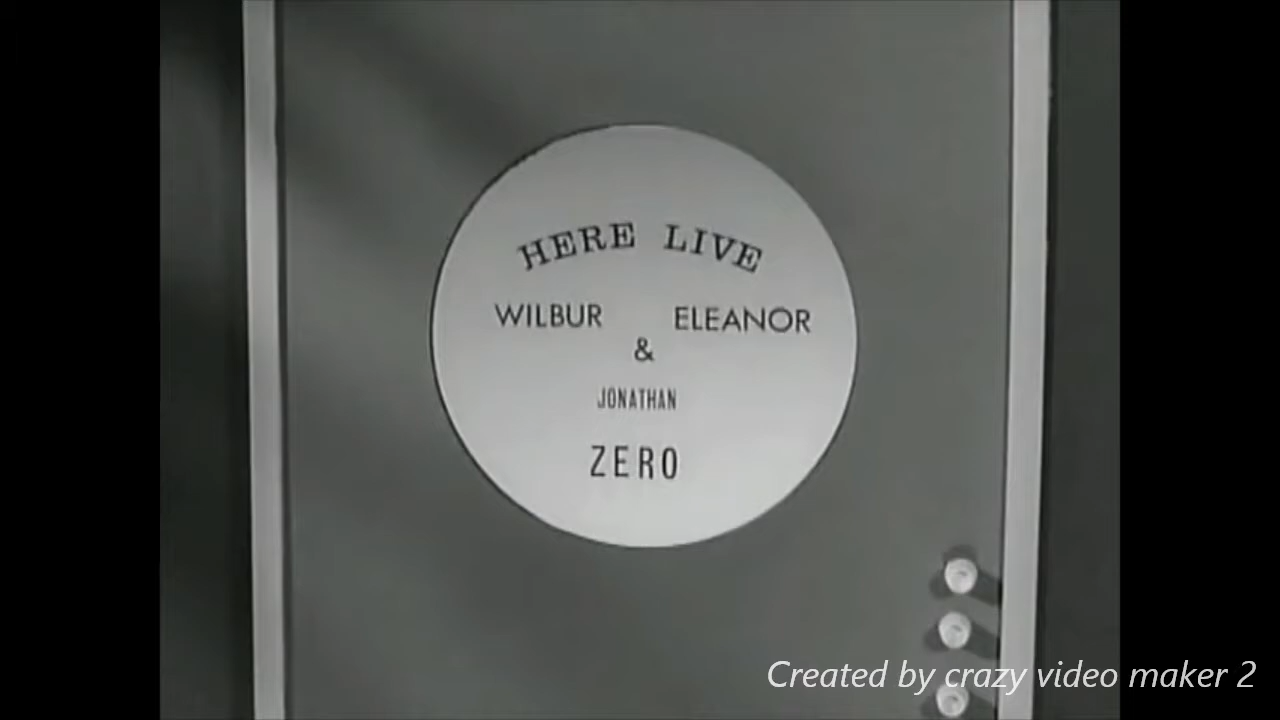 HERE LIVE
WILBUR ELEANOR
&
JONATHAN
ZERO
Created by crazy video maker 2